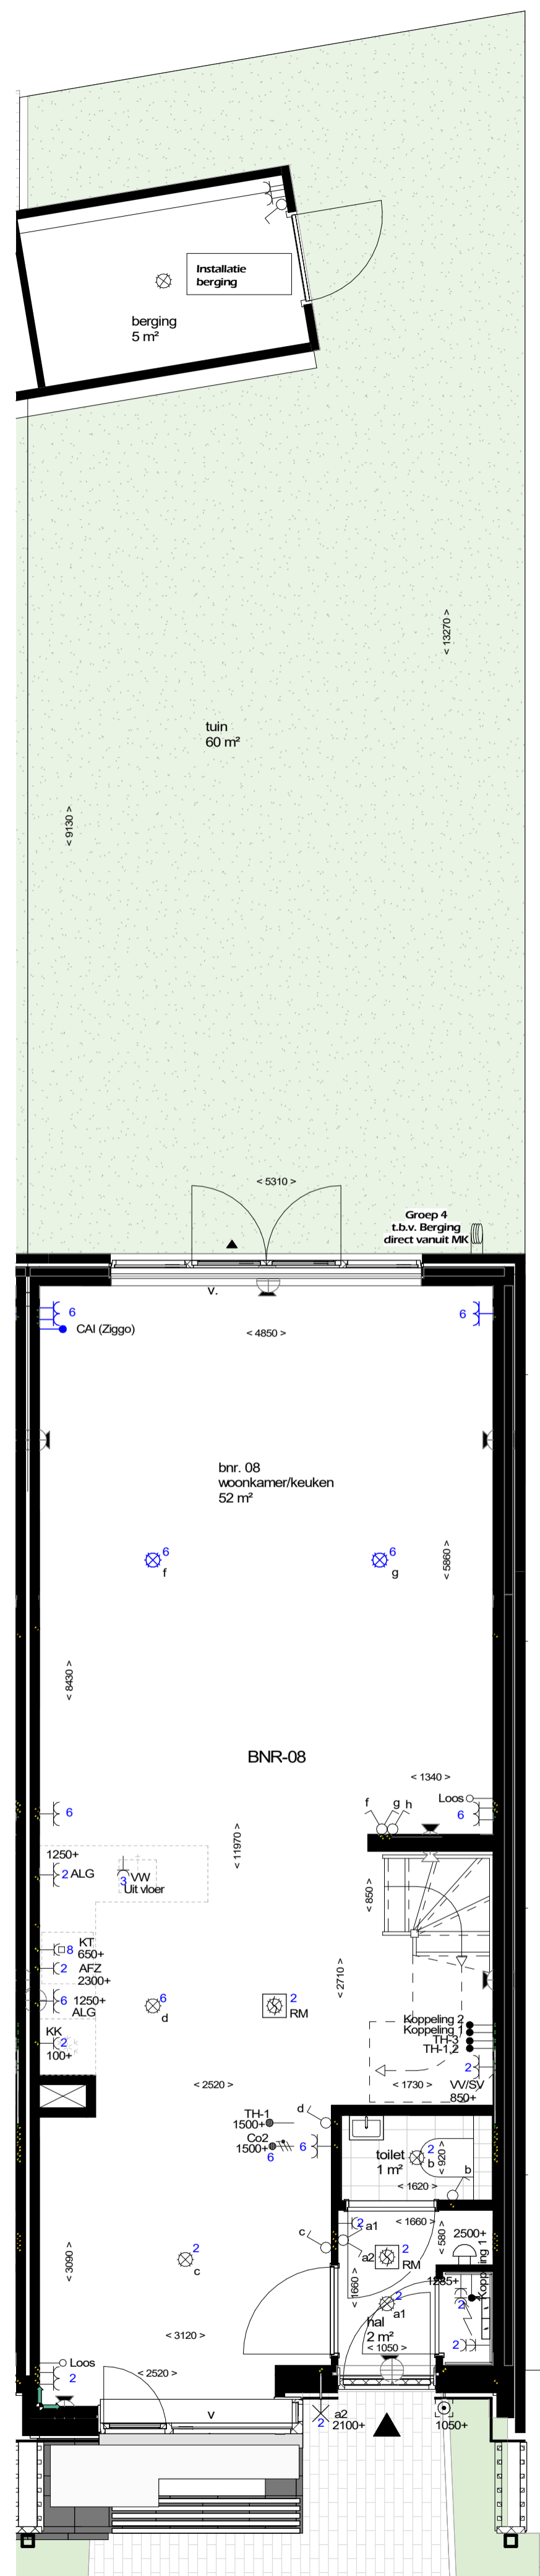 Installatie
berging
berging
5 m²
< 13270 >
tuin
60 m²
< 9130 >
< 5310 >
Groep 4
t.b.v. Berging
direct vanuit MK
v.
6
CAI (Ziggo)
6
< 4850 >
bnr. 08
woonkamer/keuken
52 m²
6
f
6
g
< 5860 >
< 8430 >
BNR-08
< 1340 >
Loos
f
g
h
6
6
< 11970 >
1250+
2
ALG
3
VW
Uit vloer
< 850 >
8
KT
650+
2
AFZ
2300+
< 2710 >
6
1250+
ALG
6
d
2
RM
KK
2
100+
Koppeling 2
Koppeling 1
TH-3
TH-1,2
2
VV/SV
850+
< 2520 >
< 1730 >
TH-1
1500+
d
Co2
1500+
6
6
toilet
1 m²
2
b
< 920 >
b
< 1620 >
2
a1
< 1660 >
< 580 >
2500+
c
a2
2
RM
2
c
< 3090 >
< 1660 >
1285+
Koppeling 1
2
2
a1
hal
2 m²
< 1050 >
2
< 3120 >
Loos
2
< 2520 >
v
2
a2
2100+
1050+